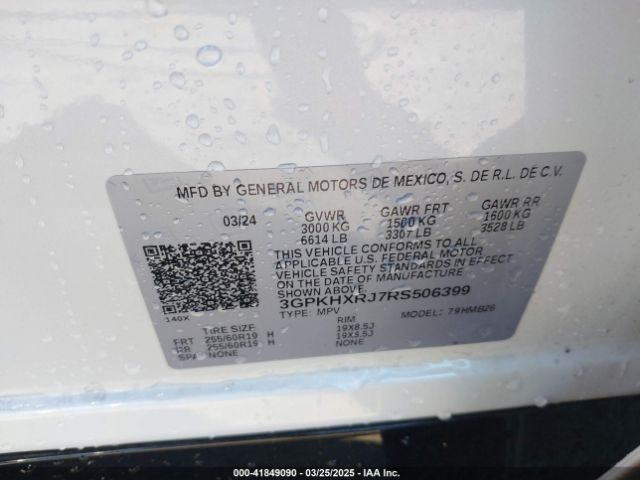 MFD BY GENERAL MOTORS DE MEXICO, S. DE R.L. DE C.V.
03/24 GVWR GAWR FRT GAWR RR
3000 KG 1500 KG 1600 KG
6614 LB 3307 LB 3528 LB
THIS VEHICLE CONFORMS TO ALL
APPLICABLE U.S. FEDERAL MOTOR
VEHICLE SAFETY STANDARDS IN
EFFECT ON THE DATE OF MANUFACTURE
SHOWN ABOVE.
3GPKHXRJ7RS506399
TYPE: MPV MODEL: 79HMB26
140X
TIRE SIZE RIM
FRT 255/60R19 H 19X8.5J
RR 255/60R19 H 19X8.5J
SPA NONE NONE
000-41849090 - 03/25/2025 - IAA Inc.